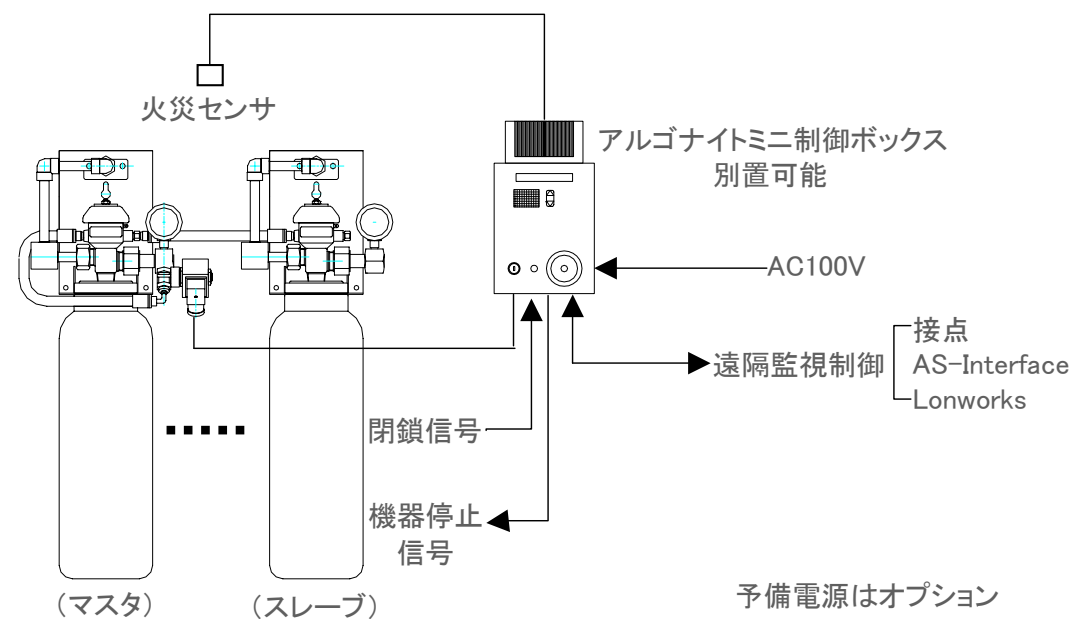 火災センサ
アルゴナイトミニ制御ボックス
別置可能
AC100V
接点
遠隔監視制御
AS-Interface
Lonworks
閉鎖信号
機器停止
信号
(マスタ)
(スレーブ)
予備電源はオプション